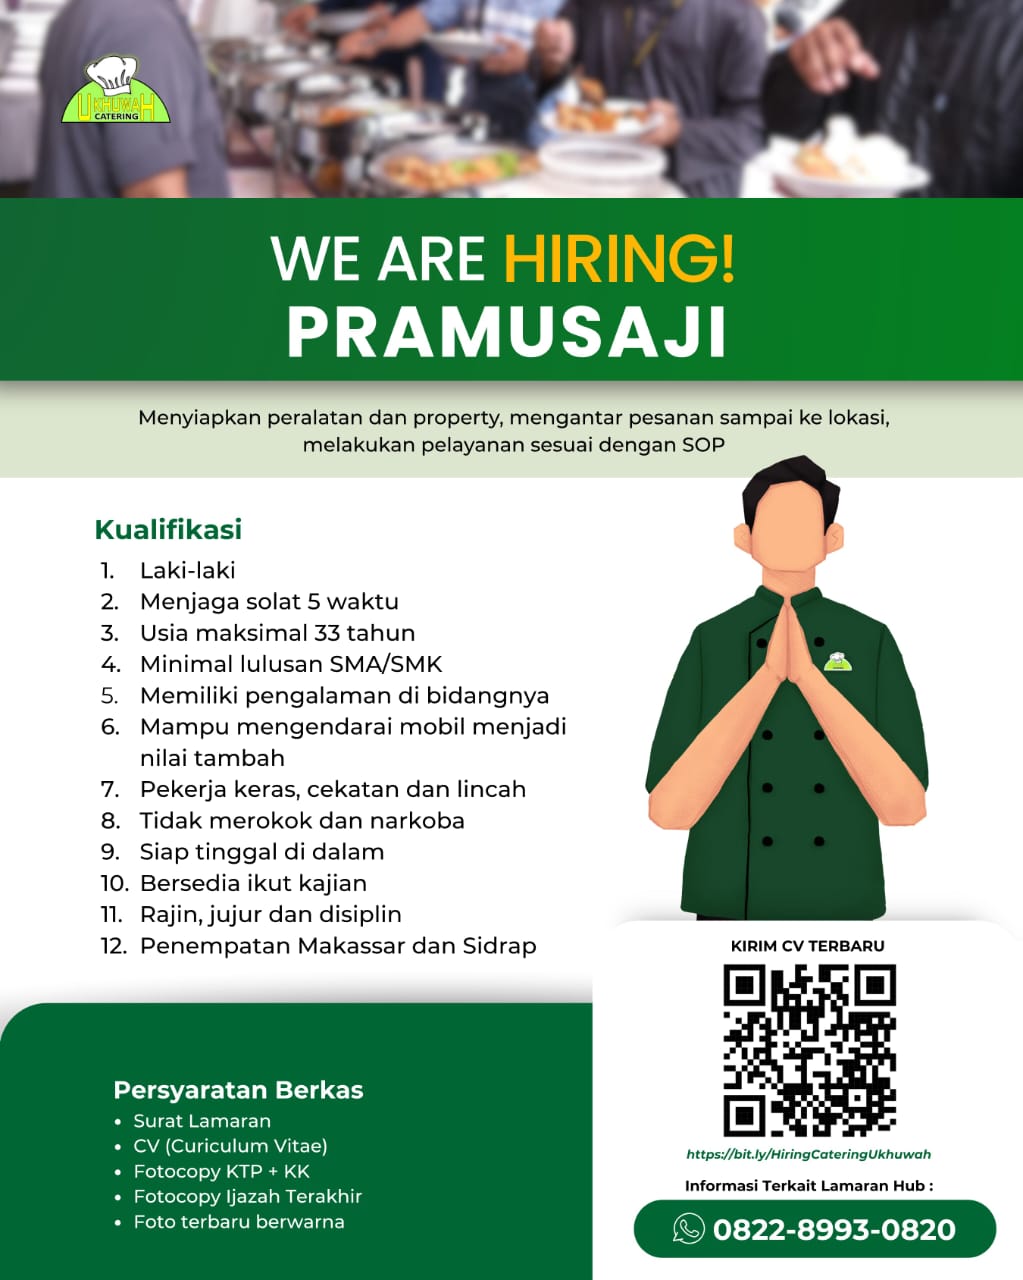 UKHUWAH
CATERING
WE ARE HIRING!
PRAMUSAJI
Menyiapkan peralatan dan property, mengantar pesanan sampai ke lokasi,
melakukan pelayanan sesuai dengan SOP
Kualifikasi
1. Laki-laki
2. Menjaga solat 5 waktu
3. Usia maksimal 33 tahun
4. Minimal lulusan SMA/SMK
5. Memiliki pengalaman di bidangnya
6. Mampu mengendarai mobil menjadi
nilai tambah
7. Pekerja keras, cekatan dan lincah
8. Tidak merokok dan narkoba
9. Siap tinggal di dalam
10. Bersedia ikut kajian
11. Rajin, jujur dan disiplin
12. Penempatan Makassar dan Sidrap
Persyaratan Berkas
• Surat Lamaran
• CV (Curiculum Vitae)
• Fotocopy KTP + KK
• Fotocopy Ijazah Terakhir
• Foto terbaru berwarna
KIRIM CV TERBARU
https://bit.ly/HiringCateringUkhuwah
Informasi Terkait Lamaran Hub :
0822-8993-0820